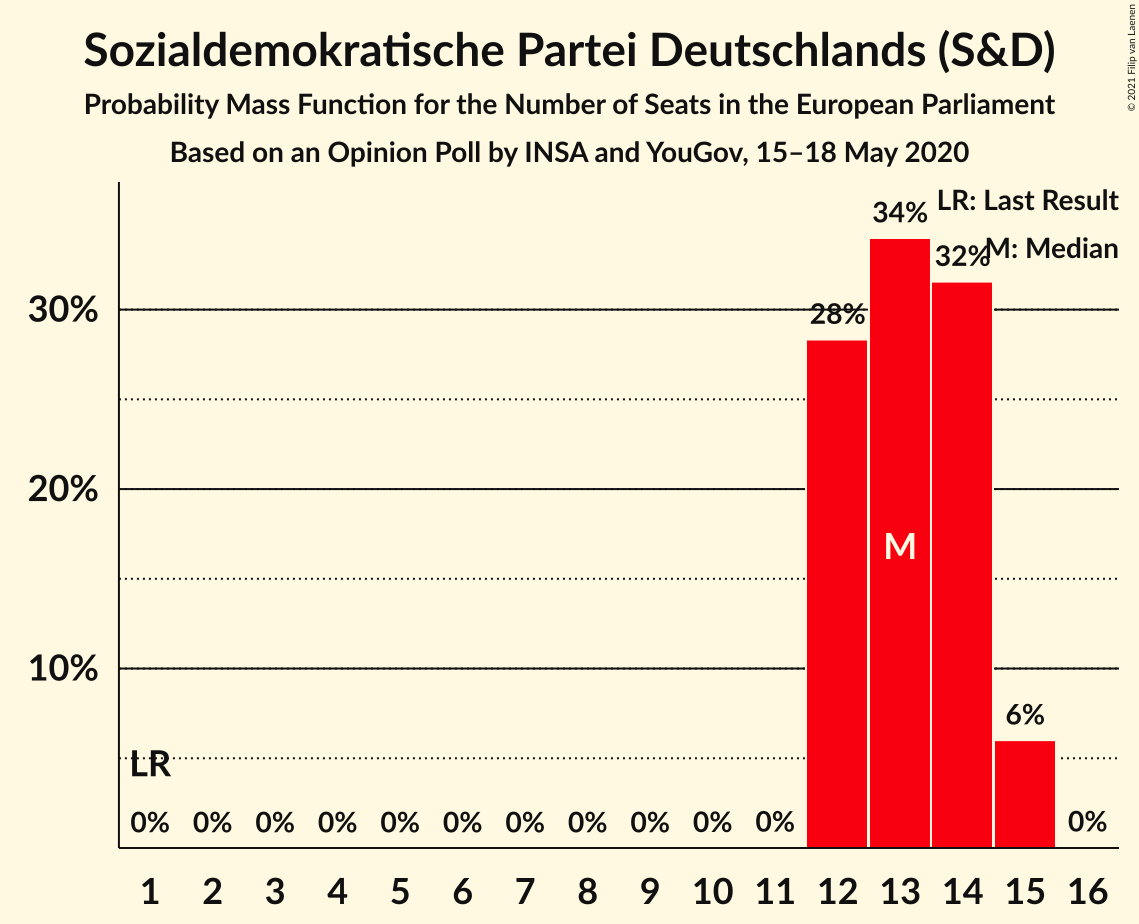 Sozialdemokratische Partei Deutschlands (S&D)
Probability Mass Function for the Number of Seats in the European Parliament
Based on an Opinion Poll by INSA and YouGov, 15–18 May 2020
© 2021 Filip van Laenen
LR: Last Result
M: Median
34%
32%
28%
30%
20%
M
10%
6%
LR
0% 0% 0% 0% 0% 0% 0% 0% 0% 0% 0% 0%
1 2 3 4 5 6 7 8 9 10 11 12 13 14 15 16